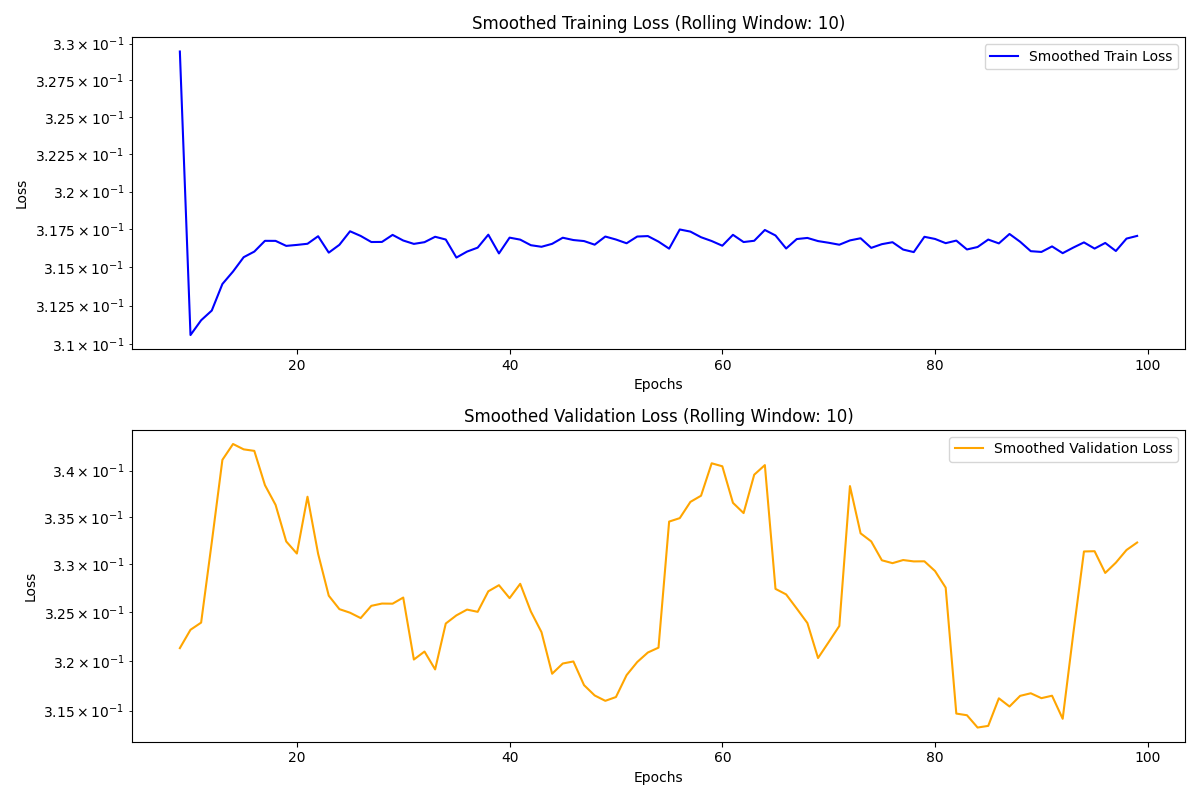 Smoothed Training Loss (Rolling Window: 10)
Smoothed Train Loss
3.3 × 10⁻¹
3.275 × 10⁻¹
3.25 × 10⁻¹
3.225 × 10⁻¹
3.2 × 10⁻¹
3.175 × 10⁻¹
3.15 × 10⁻¹
3.125 × 10⁻¹
3.1 × 10⁻¹
Loss
20 40 60 80 100
Epochs
Smoothed Validation Loss (Rolling Window: 10)
Smoothed Validation Loss
3.4 × 10⁻¹
3.35 × 10⁻¹
3.3 × 10⁻¹
3.25 × 10⁻¹
3.2 × 10⁻¹
3.15 × 10⁻¹
Loss
20 40 60 80 100
Epochs